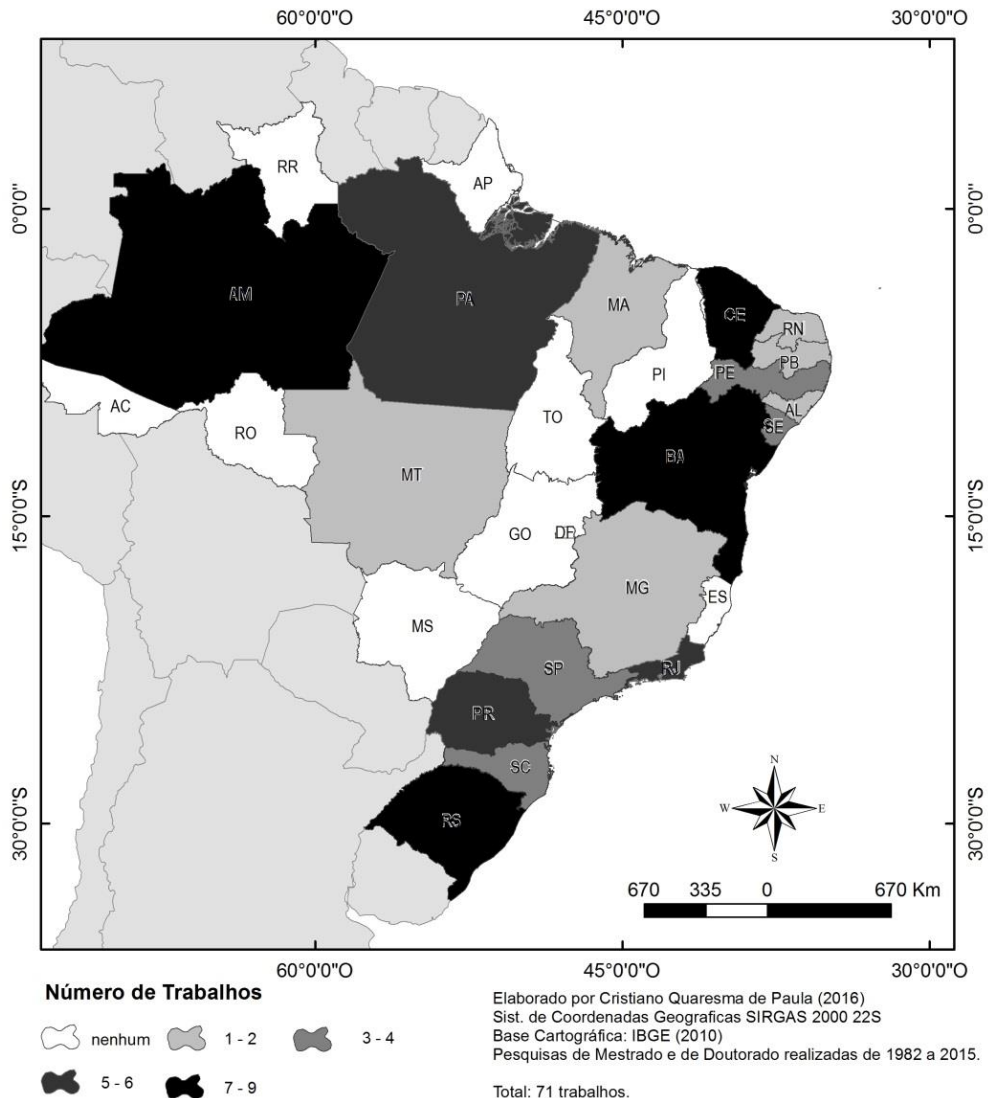 60°0'0"O 45°0'0"O 30°0'0"O
0°0'0" 0°0'0"
15°0'0"S 15°0'0"S
30°0'0"S 30°0'0"S
RR
AP
AM
PA
MA
CE
RN
PB
PE
PI
AL
SE
AC
RO
TO
BA
MT
GO
DF
MG
ES
MS
SP
RJ
PR
SC
RS
N
W E
S
670 335 0 670 Km
60°0'0"O 45°0'0"O 30°0'0"O
Número de Trabalhos
nenhum 1 - 2 3 - 4
5 - 6 7 - 9
Elaborado por Cristiano Quaresma de Paula (2016)
Sist. de Coordenadas Geograficas SIRGAS 2000 22S
Base Cartográfica: IBGE (2010)
Pesquisas de Mestrado e de Doutorado realizadas de 1982 a 2015.
Total: 71 trabalhos.